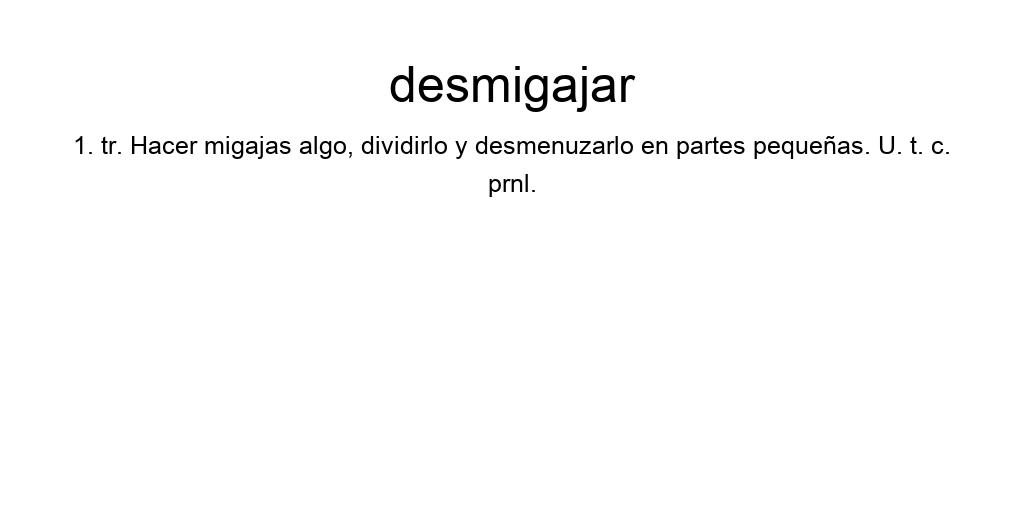 desmigajar
1. tr. Hacer migajas algo, dividirlo y desmenuzarlo en partes pequeñas. U. t. c.
prnl.